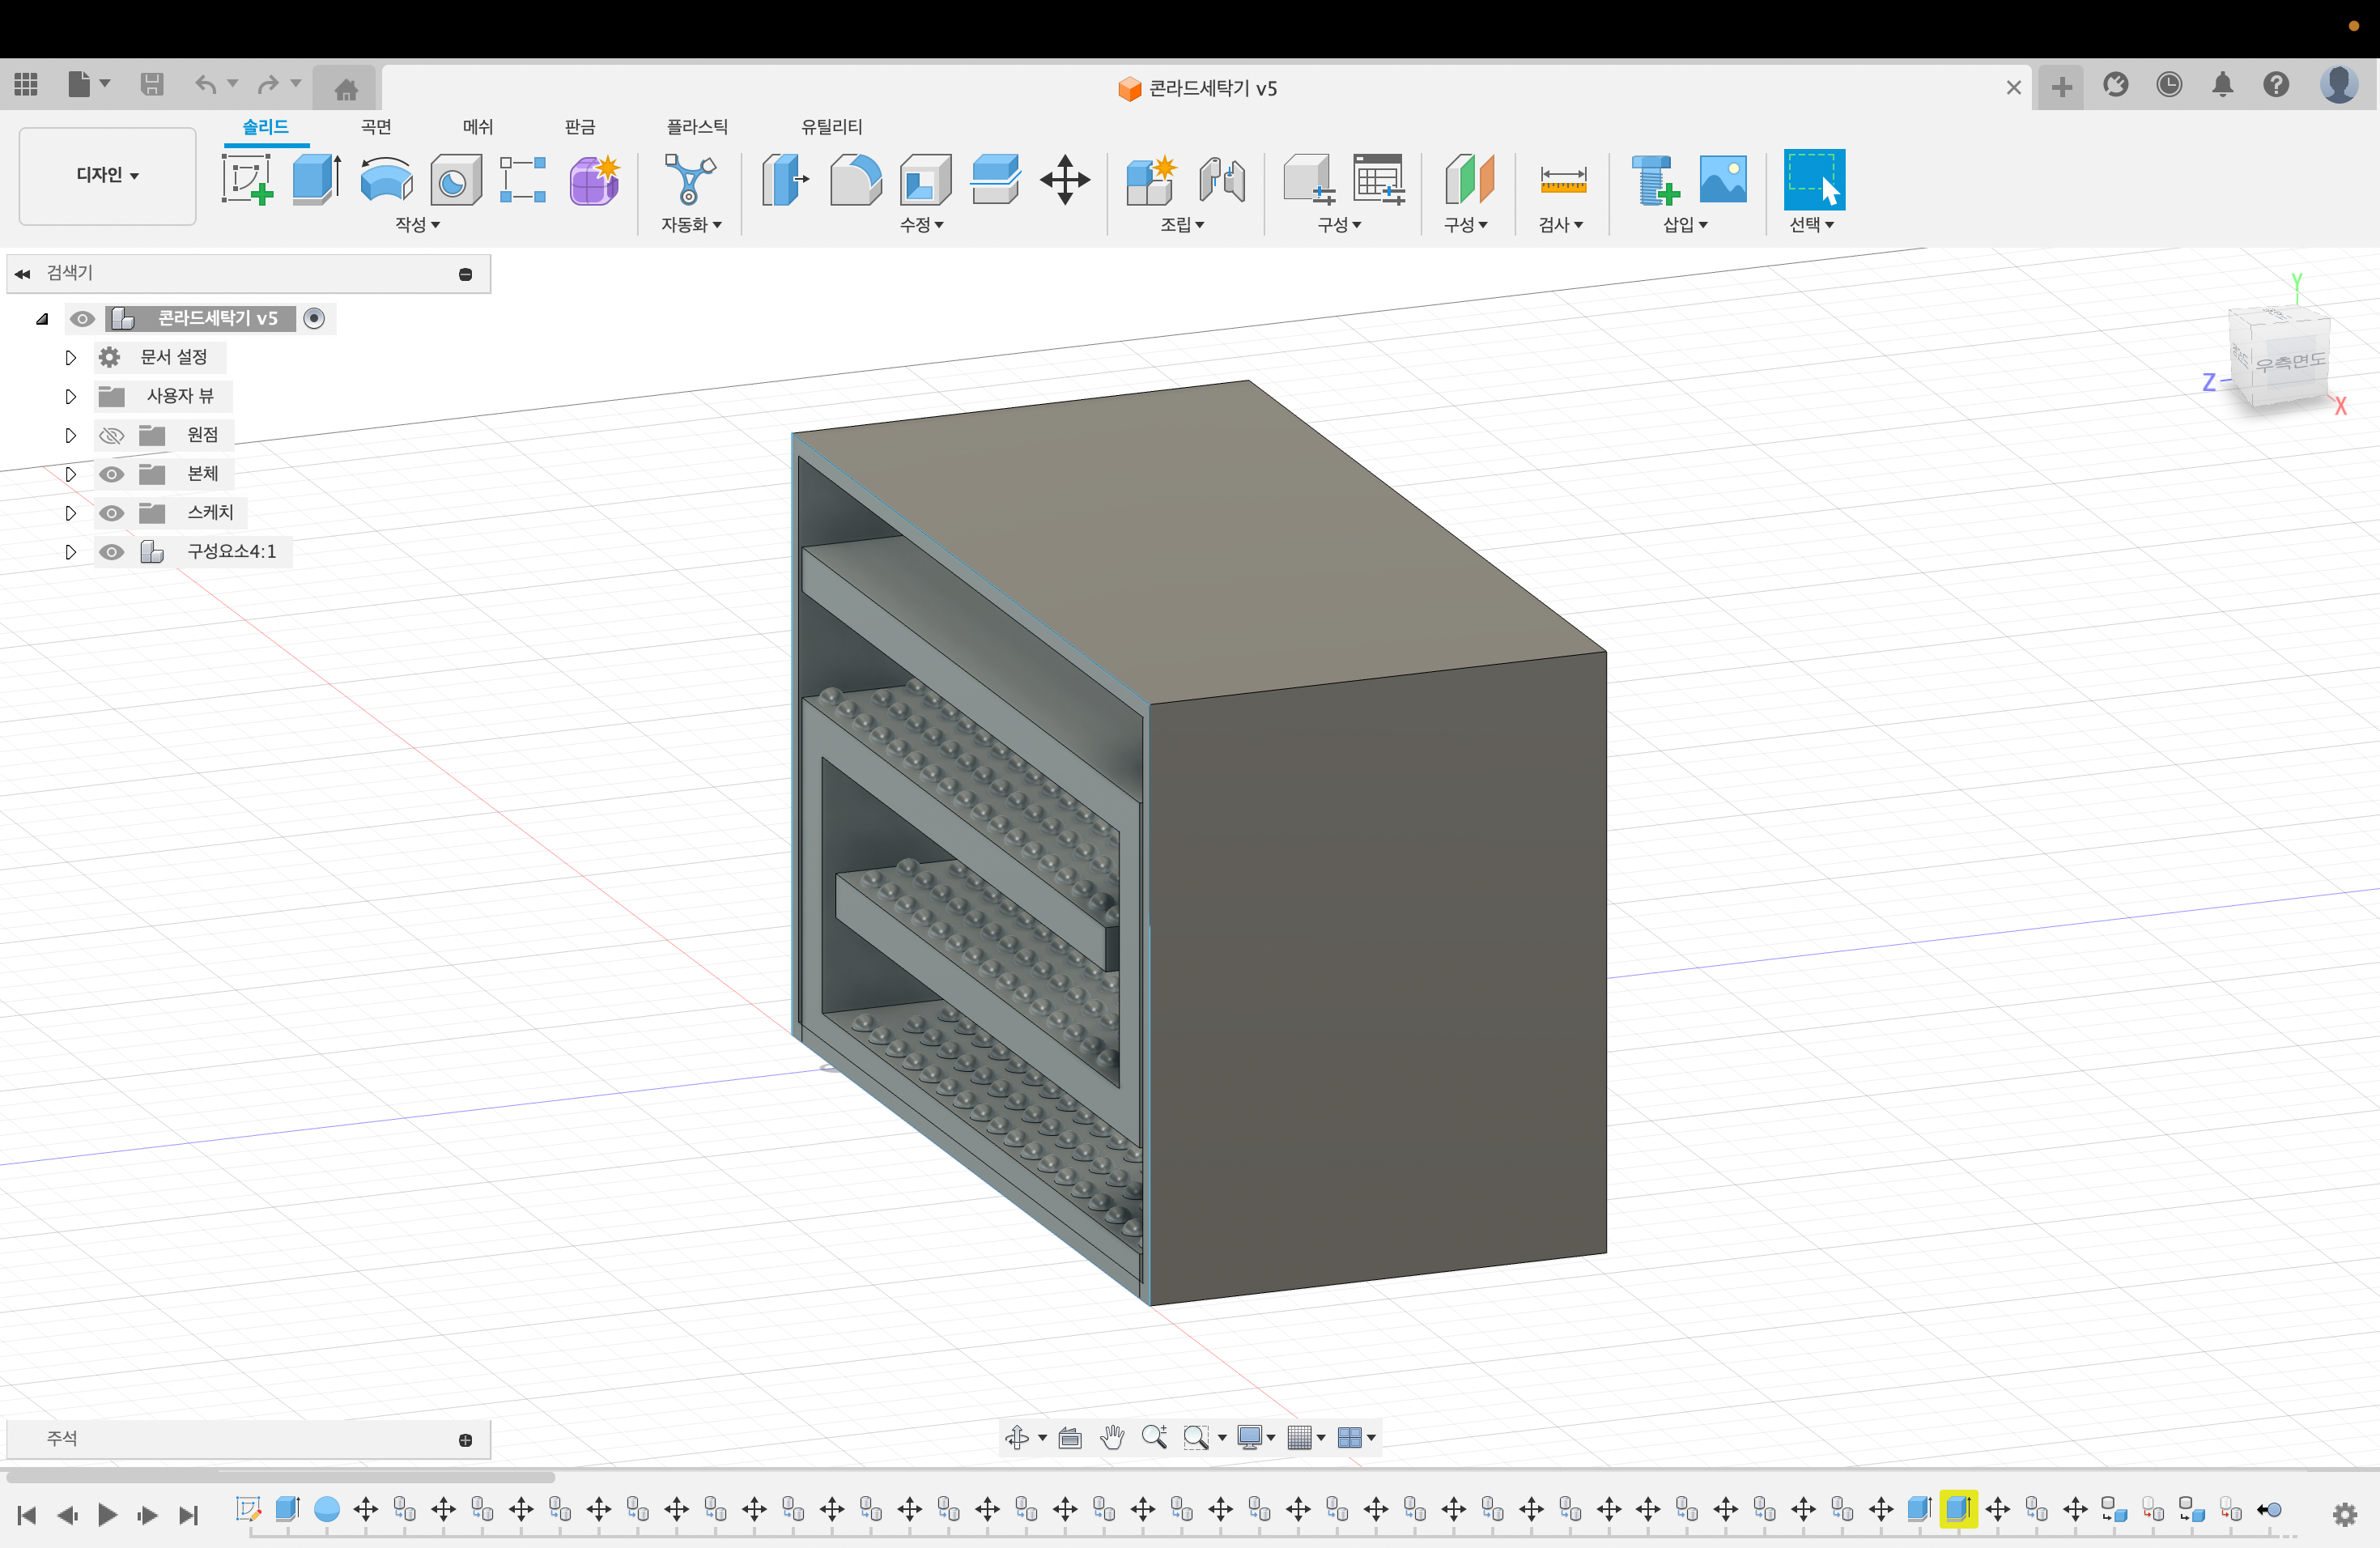 콘라드세탁기 v5
솔리드
곡면
메쉬
판금
플라스틱
유틸리티
디자인
작성
자동화
수정
조립
구성
구성
검사
삽입
선택
검색기
콘라드세탁기 v5
문서 설정
사용자 뷰
원점
본체
스케치
구성요소4:1
Y
우측면도
Z
X
주석